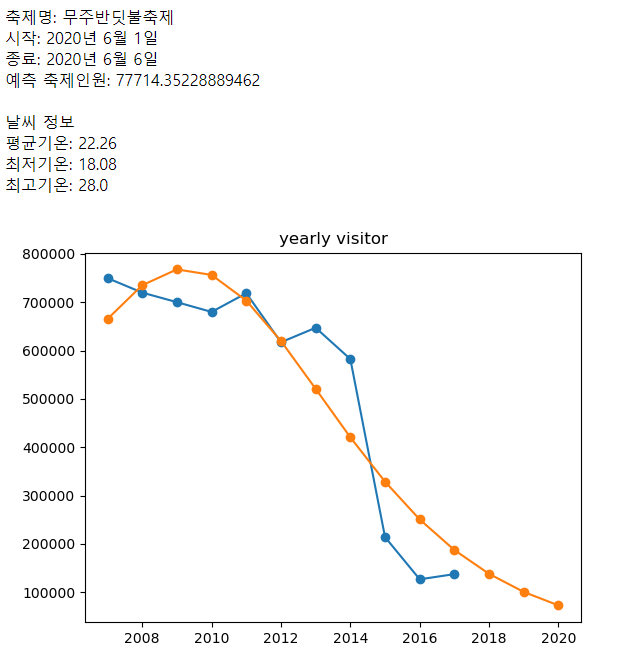 축제명: 무주반딧불축제
시작: 2020년 6월 1일
종료: 2020년 6월 6일
예측 축제인원: 77714.35228889462
날씨 정보
평균기온: 22.26
최저기온: 18.08
최고기온: 28.0
yearly visitor
800000
700000
600000
500000
400000
300000
200000
100000
2008 2010 2012 2014 2016 2018 2020